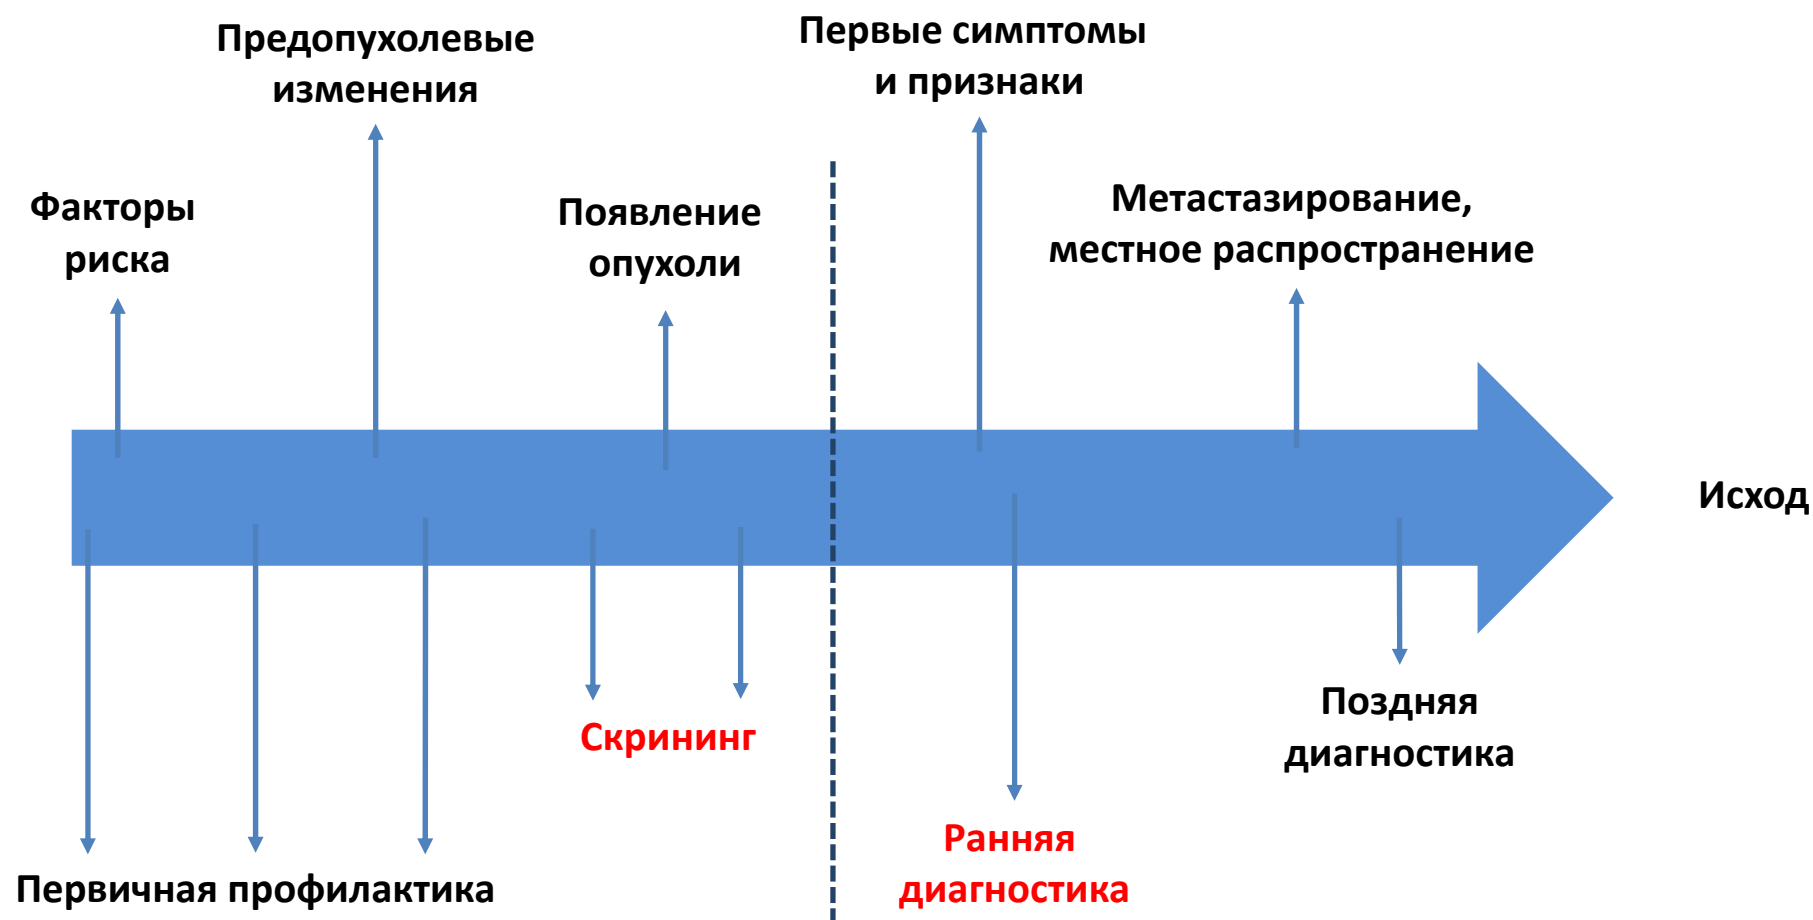 Предопухолевые
изменения
Первые симптомы
и признаки
Факторы
риска
Появление
опухоли
Метастазирование,
местное распространение
Исход
Скрининг
Поздняя
диагностика
Ранняя
диагностика
Первичная профилактика